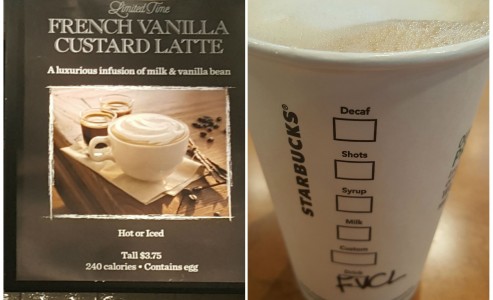 Limited Time
FRENCH VANILLA
CUSTARD LATTE
A luxurious infusion of milk & vanilla bean
Hot or Iced
Tall $3.75
240 calories • Contains egg
STARBUCKS®
Decaf
Shots
Syrup
Milk
Custom
Drink
FVCL